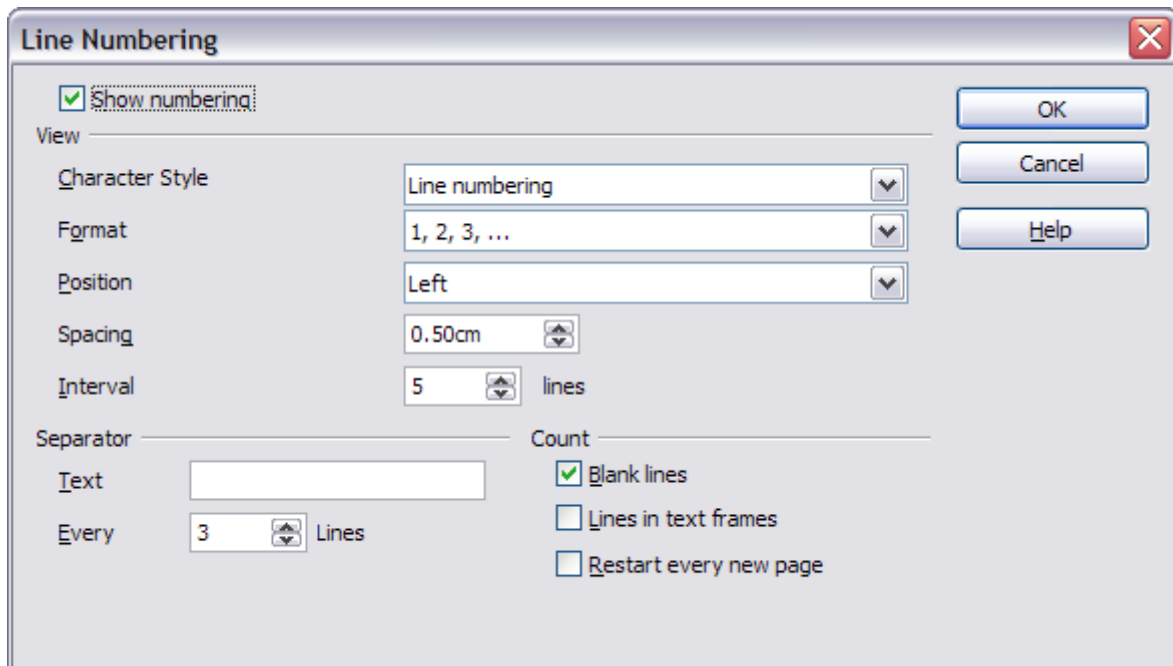 Line Numbering
Show numbering
OK
View
Cancel
Character Style
Line numbering
Format
1, 2, 3, ...
Help
Position
Left
Spacing
0.50cm
Interval
5
lines
Separator
Count
Text
Blank lines
Every
3
Lines
Lines in text frames
Restart every new page